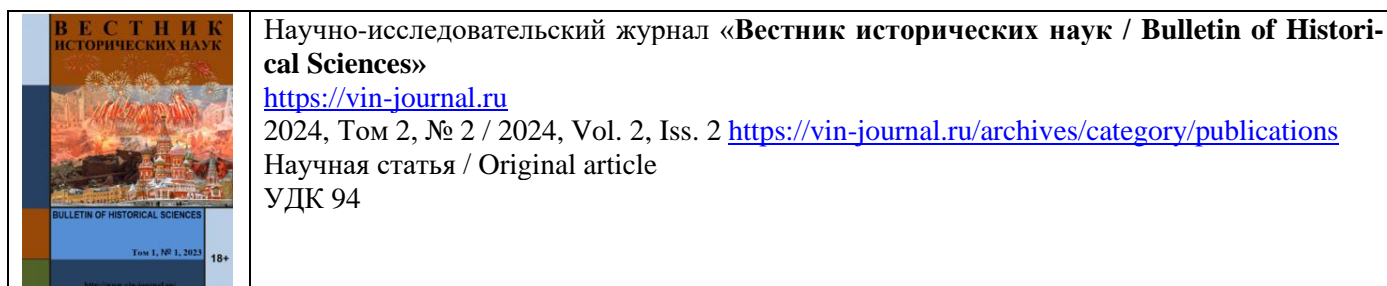 ВЕСТНИК
ИСТОРИЧЕСКИХ НАУК
BULLETIN OF HISTORICAL SCIENCES
Том 1, № 1, 2023
18+
Научно-исследовательский журнал «Вестник исторических наук / Bulletin of Histori-
cal Sciences»
https://vin-journal.ru
2024, Том 2, № 2 / 2024, Vol. 2, Iss. 2 https://vin-journal.ru/archives/category/publications
Научная статья / Original article
УДК 94